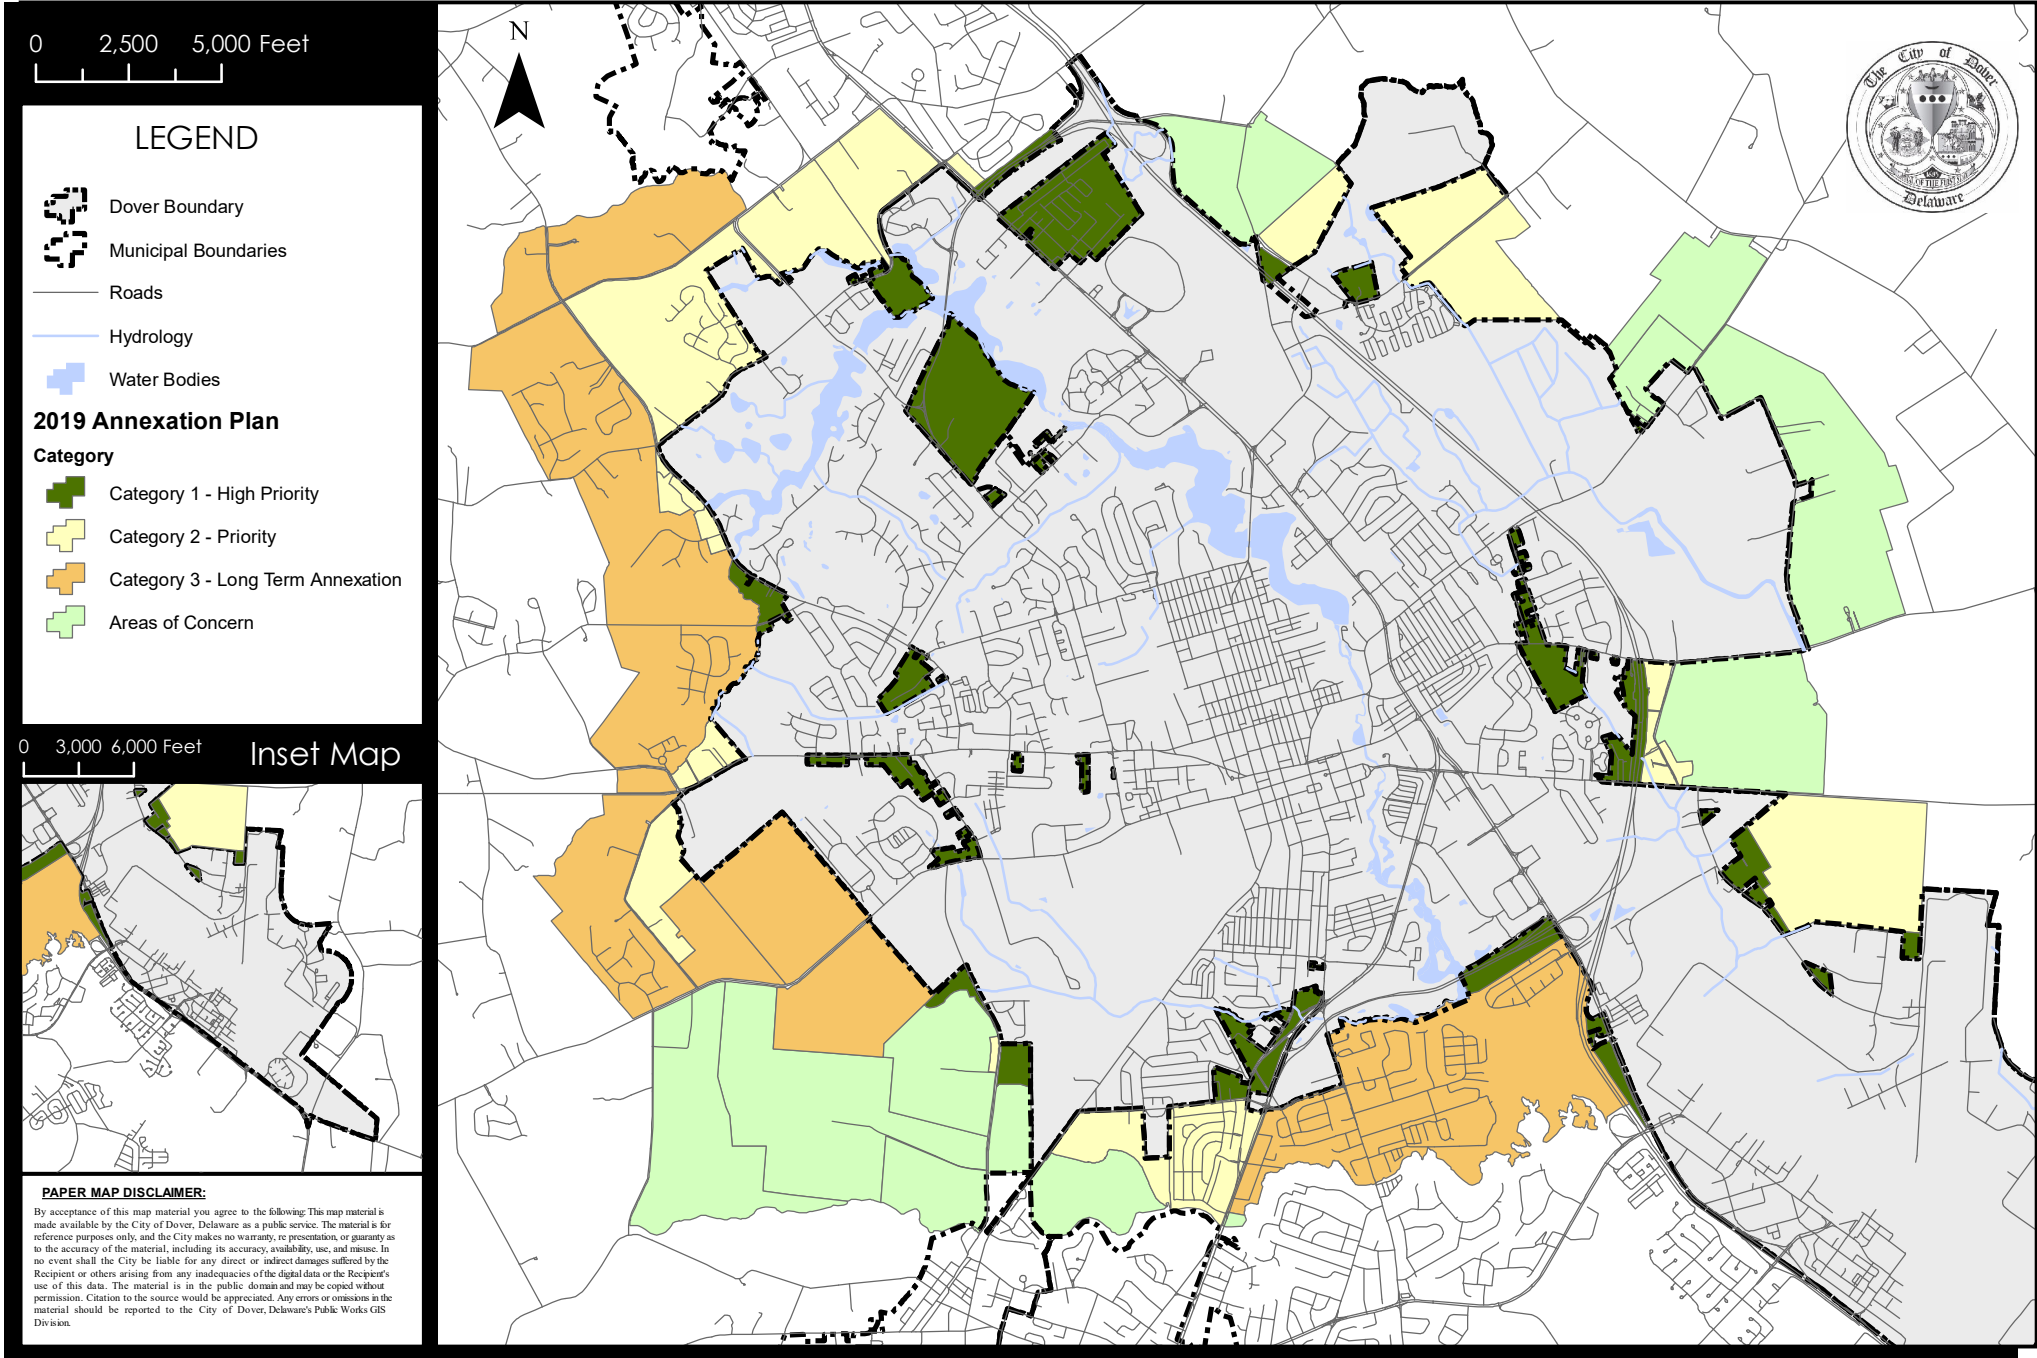 0 2,500 5,000 Feet
LEGEND
Dover Boundary
Municipal Boundaries
Roads
Hydrology
Water Bodies
2019 Annexation Plan
Category
Category 1 - High Priority
Category 2 - Priority
Category 3 - Long Term Annexation
Areas of Concern
0 3,000 6,000 Feet
Inset Map
PAPER MAP DISCLAIMER:
By acceptance of this map material you agree to the following: This map material is
made available by the City of Dover, Delaware as a public service. The material is for
reference purposes only, and the City makes no warranty, representation, or guaranty as
to the accuracy of the material, including its accuracy, availability, use, and misuse. In
no event shall the City be liable for any direct or indirect damages suffered by the
Recipient or others arising from any inadequacies of the digital data or the Recipient's
use of this data. The material is in the public domain and may be copied without
permission. Citation to the source would be appreciated. Any errors or omissions in the
material should be reported to the City of Dover, Delaware's Public Works GIS
Division.
N
The City of Dover
Delaware